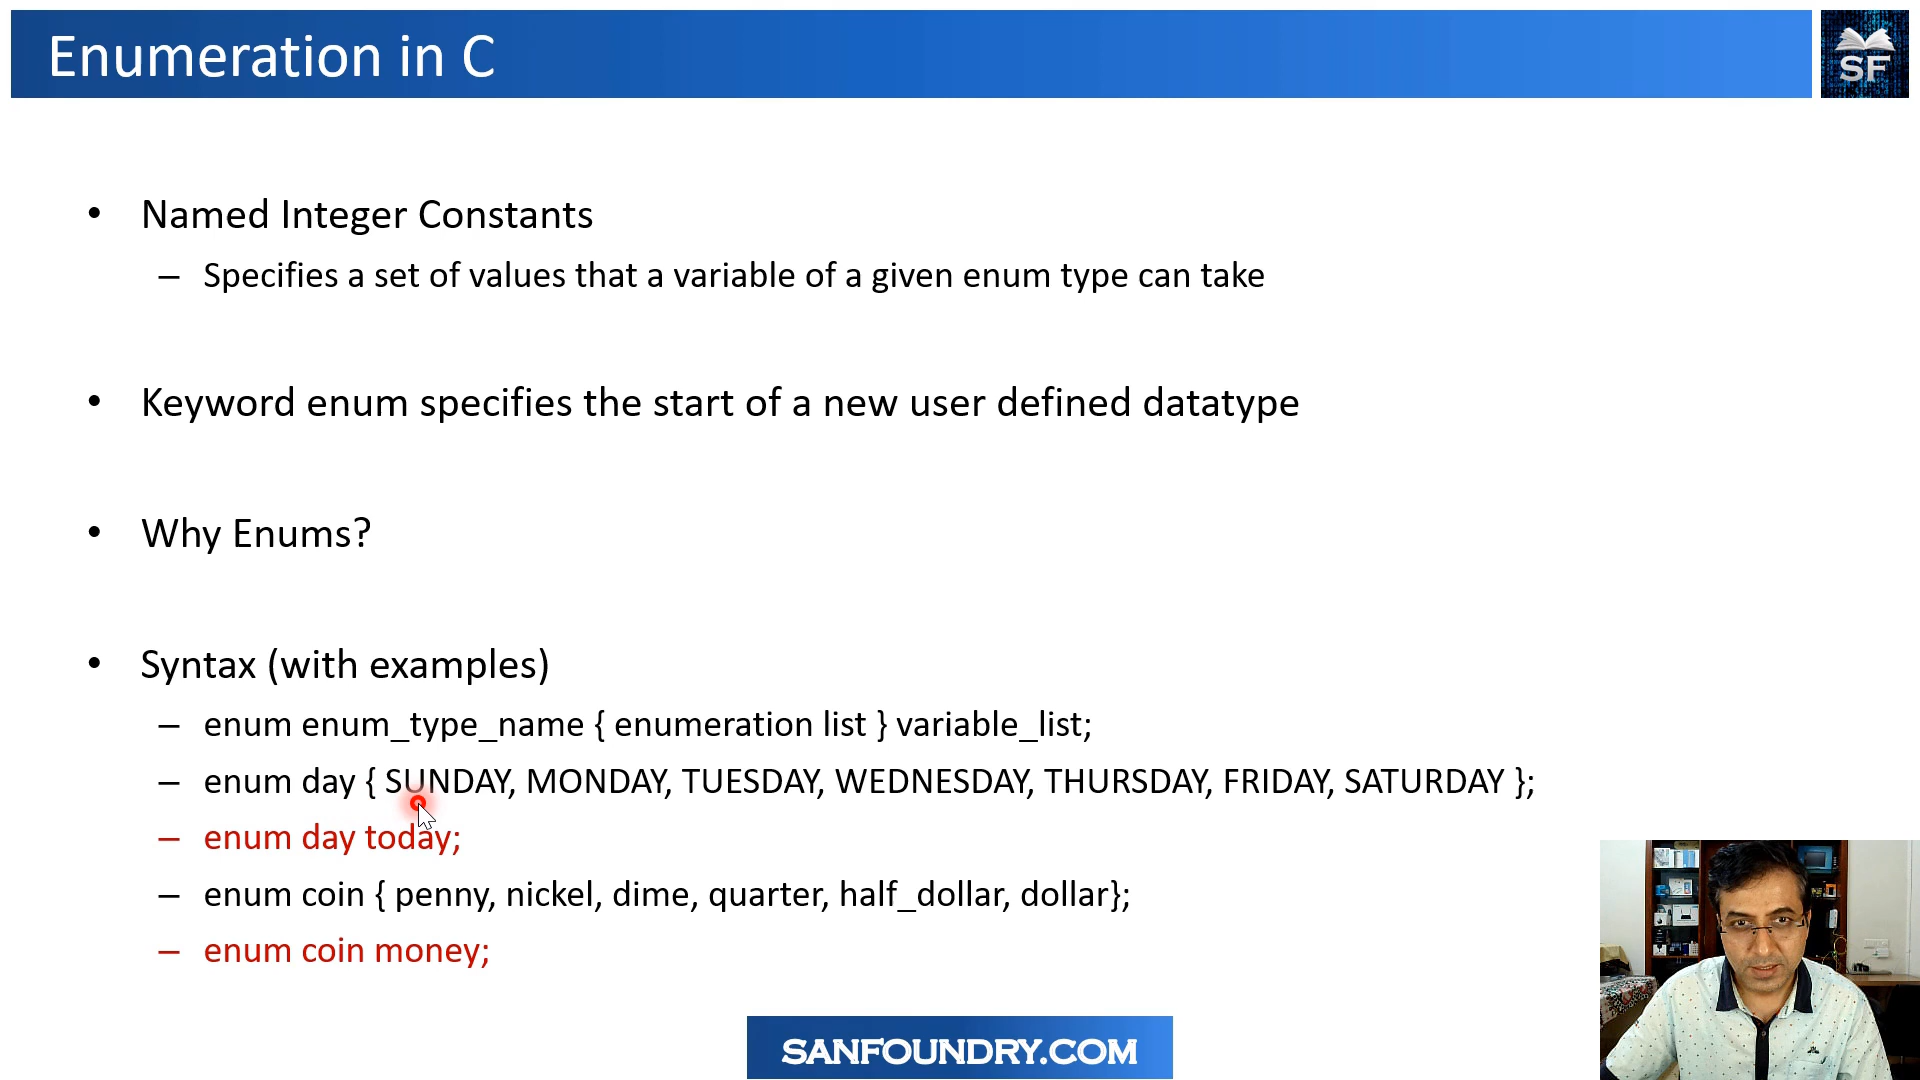 Enumeration in C
SF
• Named Integer Constants
– Specifies a set of values that a variable of a given enum type can take
• Keyword enum specifies the start of a new user defined datatype
• Why Enums?
• Syntax (with examples)
– enum enum_type_name { enumeration list } variable_list;
– enum day { SUNDAY, MONDAY, TUESDAY, WEDNESDAY, THURSDAY, FRIDAY, SATURDAY };
– enum day today;
– enum coin { penny, nickel, dime, quarter, half_dollar, dollar};
– enum coin money;
SANFOUNDRY.COM